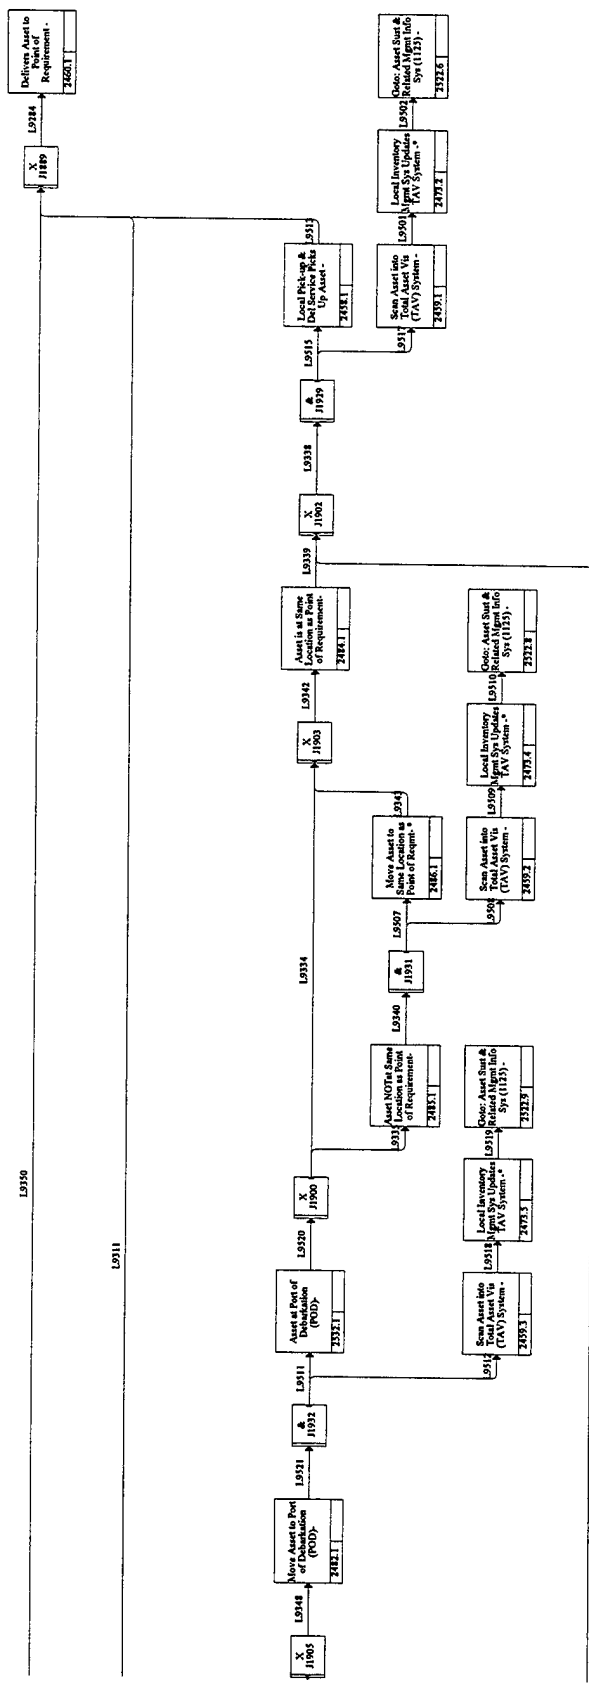 Delivers Asset to
Point of
Requirement -
2460.1
L9284
X
J1889
L9350
L9311
Goto: Asset Sust &
Related Mgmt Info
Sys (1125) -
2522.6
L9502
Local Inventory
Mgmt Sys Updates
TAV System -*
2473.2
L9501
Scan Asset into
Total Asset Vis
(TAV) System -
2459.1
L9517
L9513
Local Pick-up &
Del Service Picks
Up Asset -
2458.1
L9515
&
J1929
L9338
X
J1902
L9339
Asset is at Same
Location as Point
of Requirement-
2484.1
L9342
X
J1903
L9334
L9343
Move Asset to
Same Location as
Point of Reqmt- *
2486.1
L9507
&
J1931
L9340
Asset NOT at Same
Location as Point
of Requirement-
2485.1
L9335
Goto: Asset Sust &
Related Mgmt Info
Sys (1125) -
2522.8
L9510
Local Inventory
Mgmt Sys Updates
TAV System -*
2473.4
L9509
Scan Asset into
Total Asset Vis
(TAV) System -
2459.2
L9508
X
J1900
L9520
Asset at Port of
Debarkation
(POD)-
2532.1
L9511
&
J1932
L9521
Move Asset to Port
of Debarkation
(POD)-
2482.1
L9348
X
J1905
Goto: Asset Sust &
Related Mgmt Info
Sys (1125) -
2522.9
L9519
Local Inventory
Mgmt Sys Updates
TAV System -*
2473.5
L9518
Scan Asset into
Total Asset Vis
(TAV) System -
2459.3
L9512